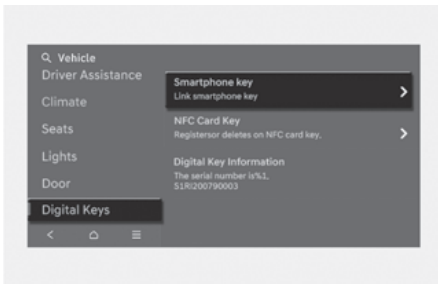 Vehicle
Driver Assistance
Climate
Seats
Lights
Door
Digital Keys
Smartphone key
Link smartphone key
NFC Card Key
Registersor deletes on NFC card key.
Digital Key Information
The serial number is%1,
S1RI200790003